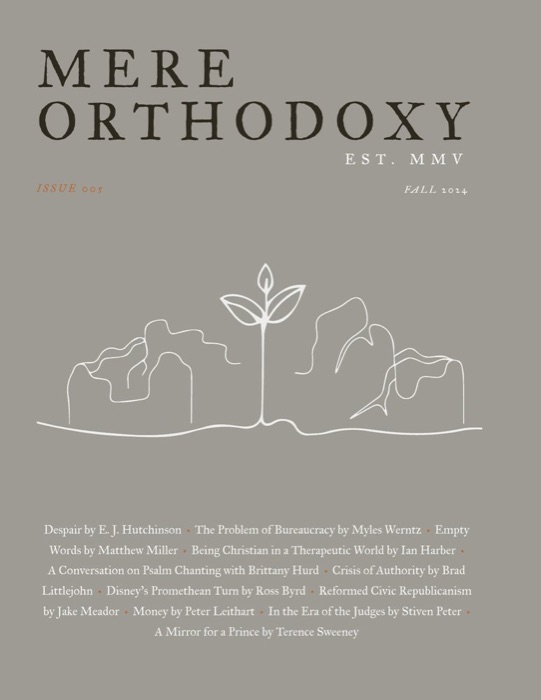 MERE
ORTHODOXY
EST. MMV
ISSUE 005
FALL 2024
Despair by E. J. Hutchinson • The Problem of Bureaucracy by Myles Werntz • Empty
Words by Matthew Miller • Being Christian in a Therapeutic World by Ian Harber •
A Conversation on Psalm Chanting with Brittany Hurd • Crisis of Authority by Brad
Littlejohn • Disney's Promethean Turn by Ross Byrd • Reformed Civic Republicanism
by Jake Meador • Money by Peter Leithart • In the Era of the Judges by Stiven Peter •
A Mirror for a Prince by Terence Sweeney